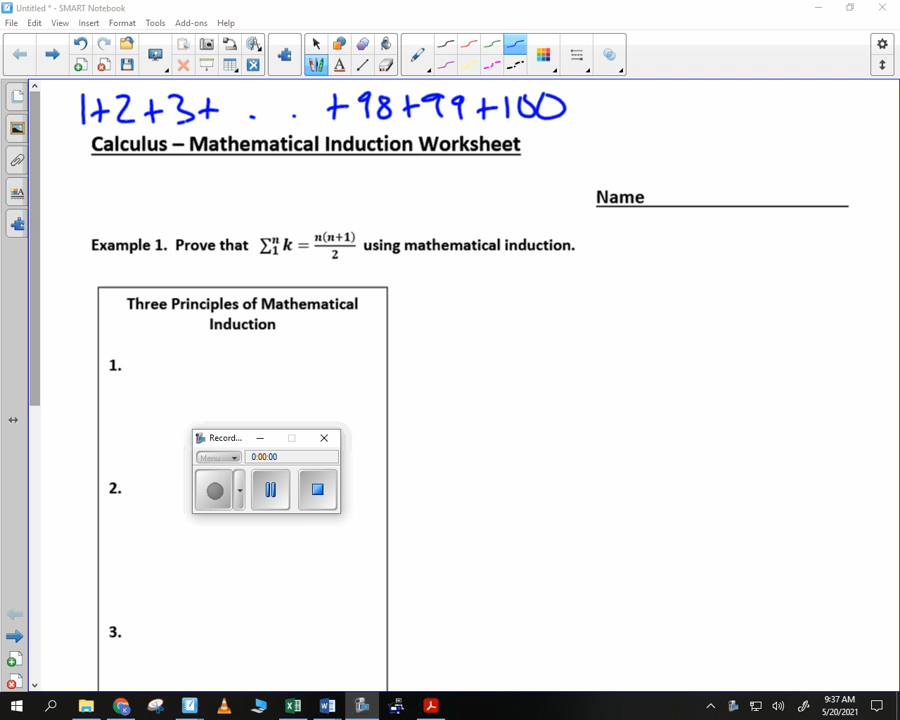 Untitled * - SMART Notebook
File Edit View Insert Format Tools Add-ons Help
1+2+3+ . . +98+99+100
Calculus – Mathematical Induction Worksheet
Name
Example 1. Prove that ∑₁ⁿ k = n(n+1)/2 using mathematical induction.
Three Principles of Mathematical
Induction
1.
Record...
Menu 0:00:00
2.
3.
9:37 AM
5/20/2021